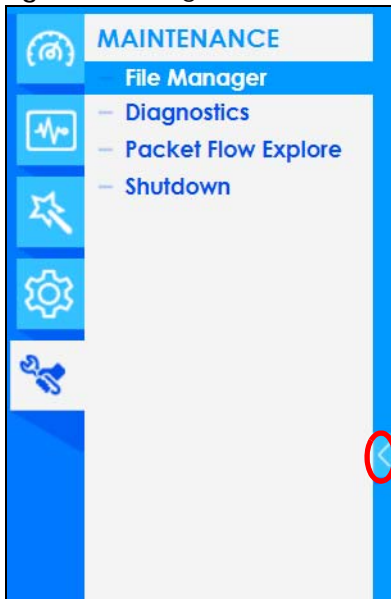 MAINTENANCE
– File Manager
– Diagnostics
– Packet Flow Explore
– Shutdown